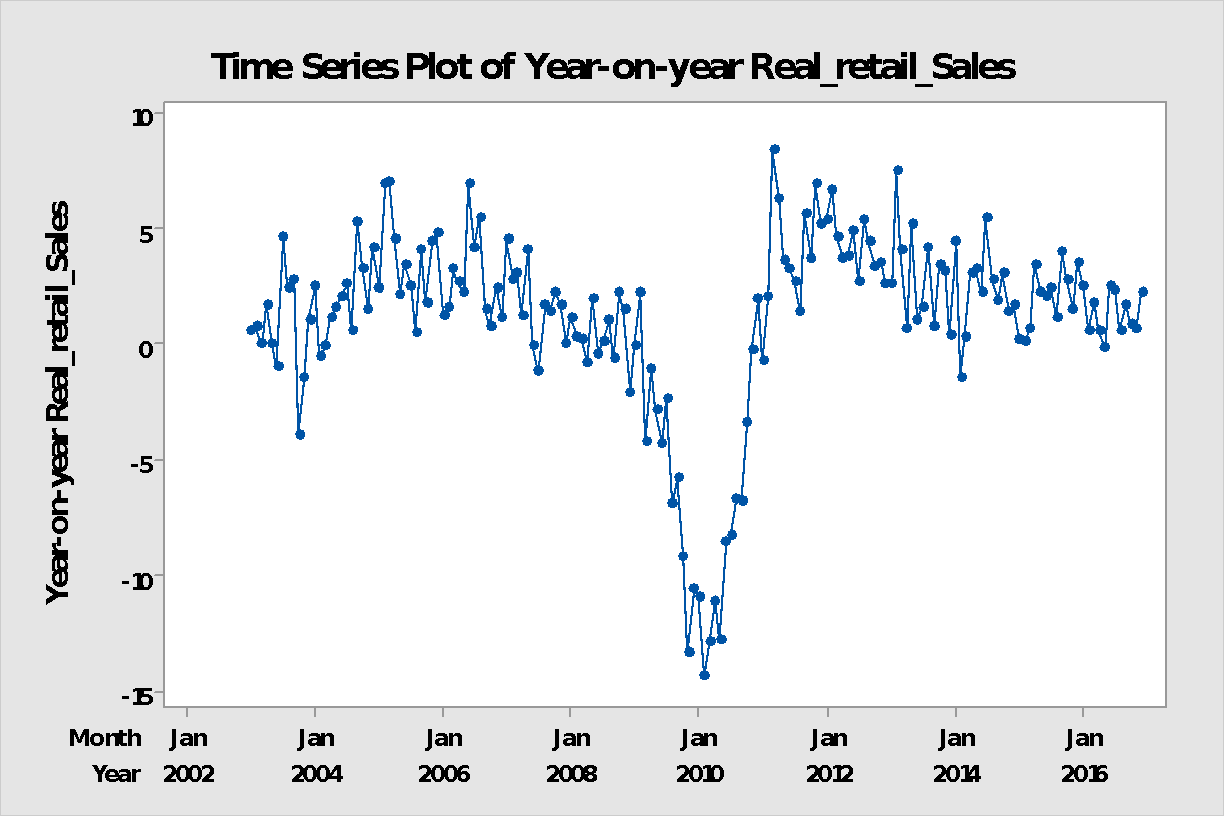 Time Series Plot of Year-on-year Real_retail_Sales
Year-on-year Real_retail_Sales
10
5
0
-5
-10
-15
Month Jan Jan Jan Jan Jan Jan Jan Jan
Year 2002 2004 2006 2008 2010 2012 2014 2016